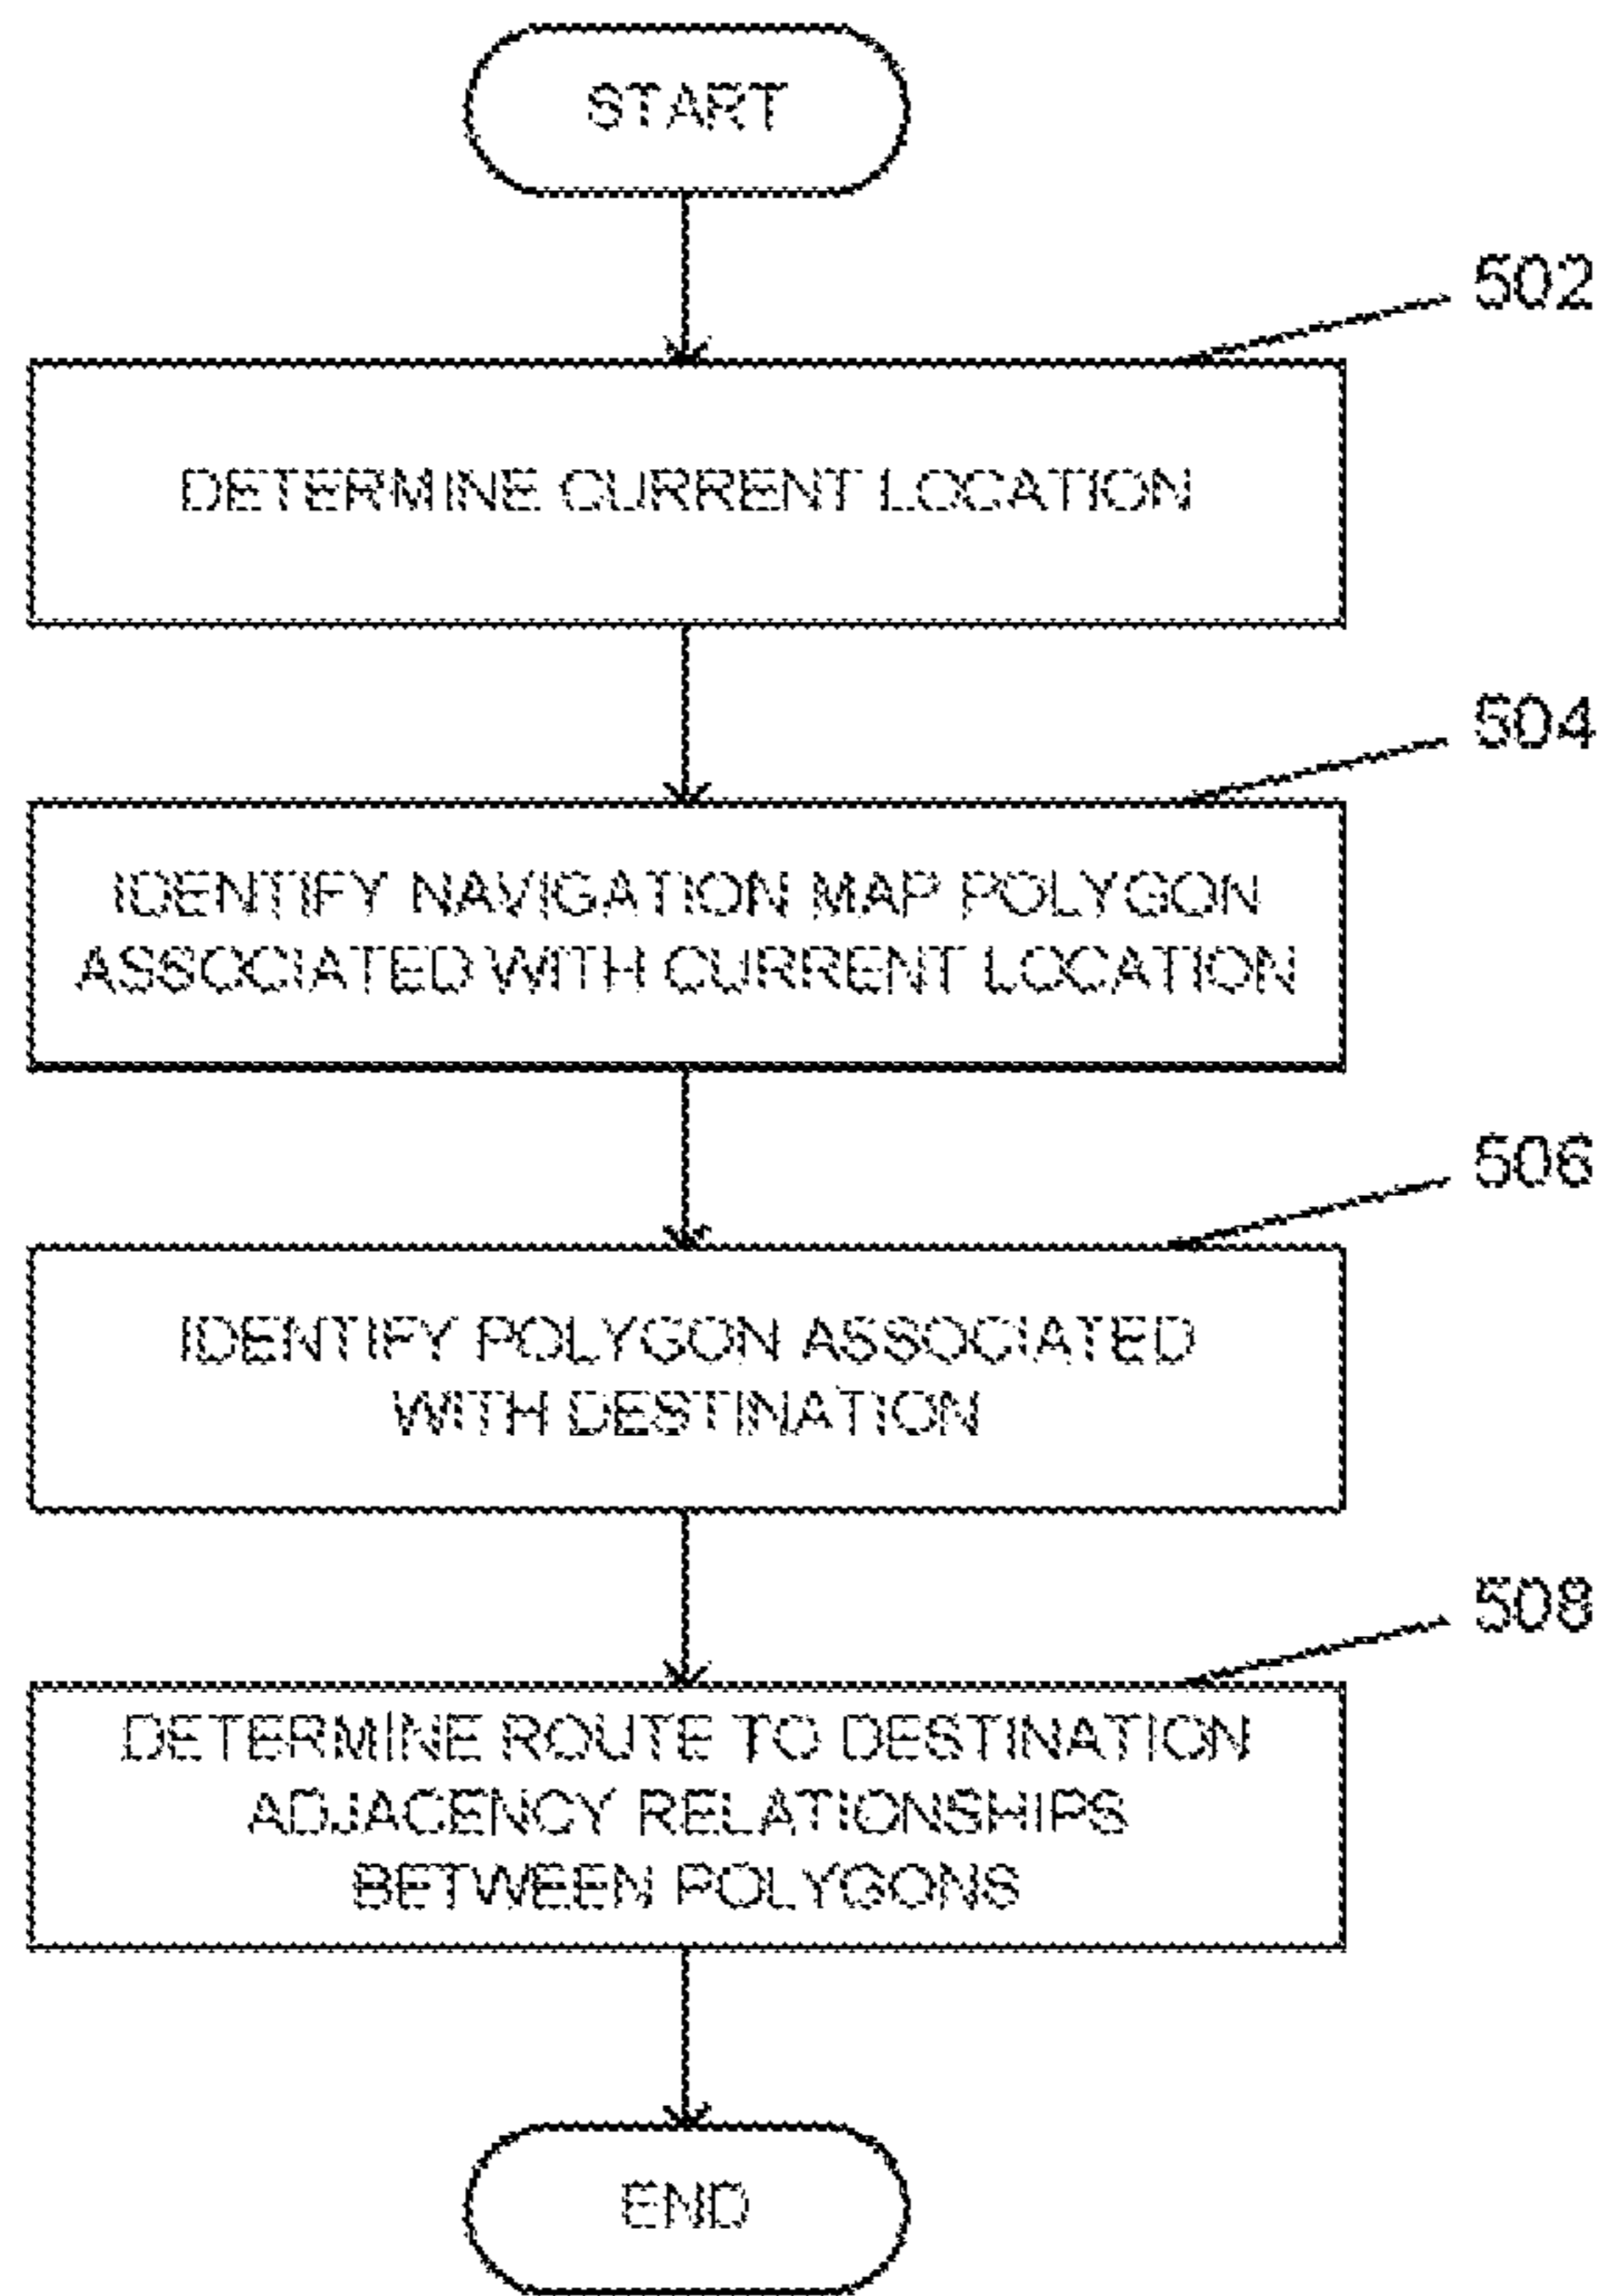 START
502
DETERMINE CURRENT LOCATION
504
IDENTIFY NAVIGATION MAP POLYGON
ASSOCIATED WITH CURRENT LOCATION
506
IDENTIFY POLYGON ASSOCIATED
WITH DESTINATION
508
DETERMINE ROUTE TO DESTINATION
ADJACENCY RELATIONSHIPS
BETWEEN POLYGONS
END